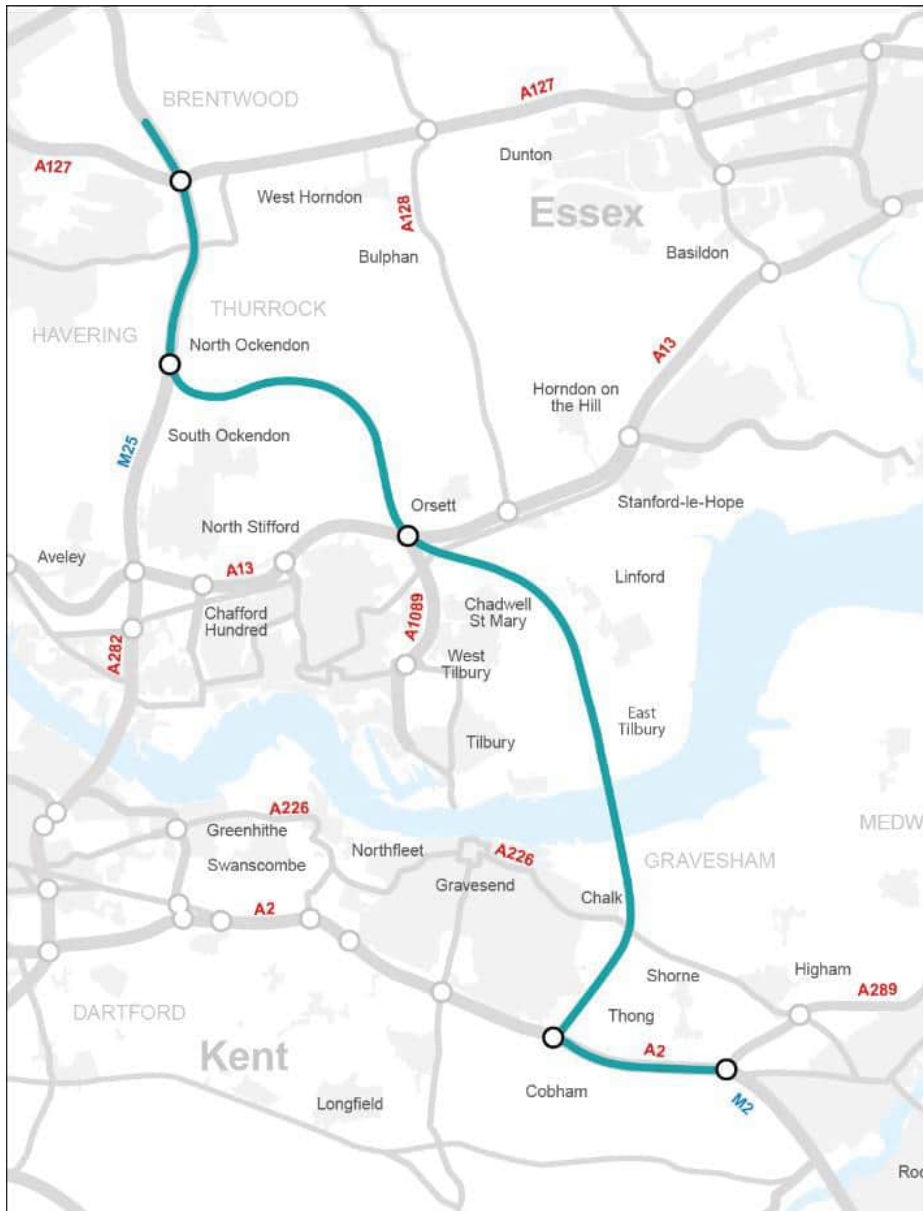 BRENTWOOD
A127
Dunton
A127
West Horndon
A128
Essex
Bulphan
Basildon
THURROCK
HAVERING
North Ockendon
A13
Horndon on
the Hill
M25
South Ockendon
Orsett
Stanford-le-Hope
North Stifford
Aveley
A13
Linford
Chafford
Hundred
A1089
Chadwell
St Mary
A282
West
Tilbury
East
Tilbury
Tilbury
A226
Greenhithe
MEDW
Northfleet
A226
GRAVESHAM
Swanscombe
Gravesend
Chalk
A2
Shorne
Higham
A289
DARTFORD
Thong
Kent
A2
Cobham
M2
Longfield
Roc